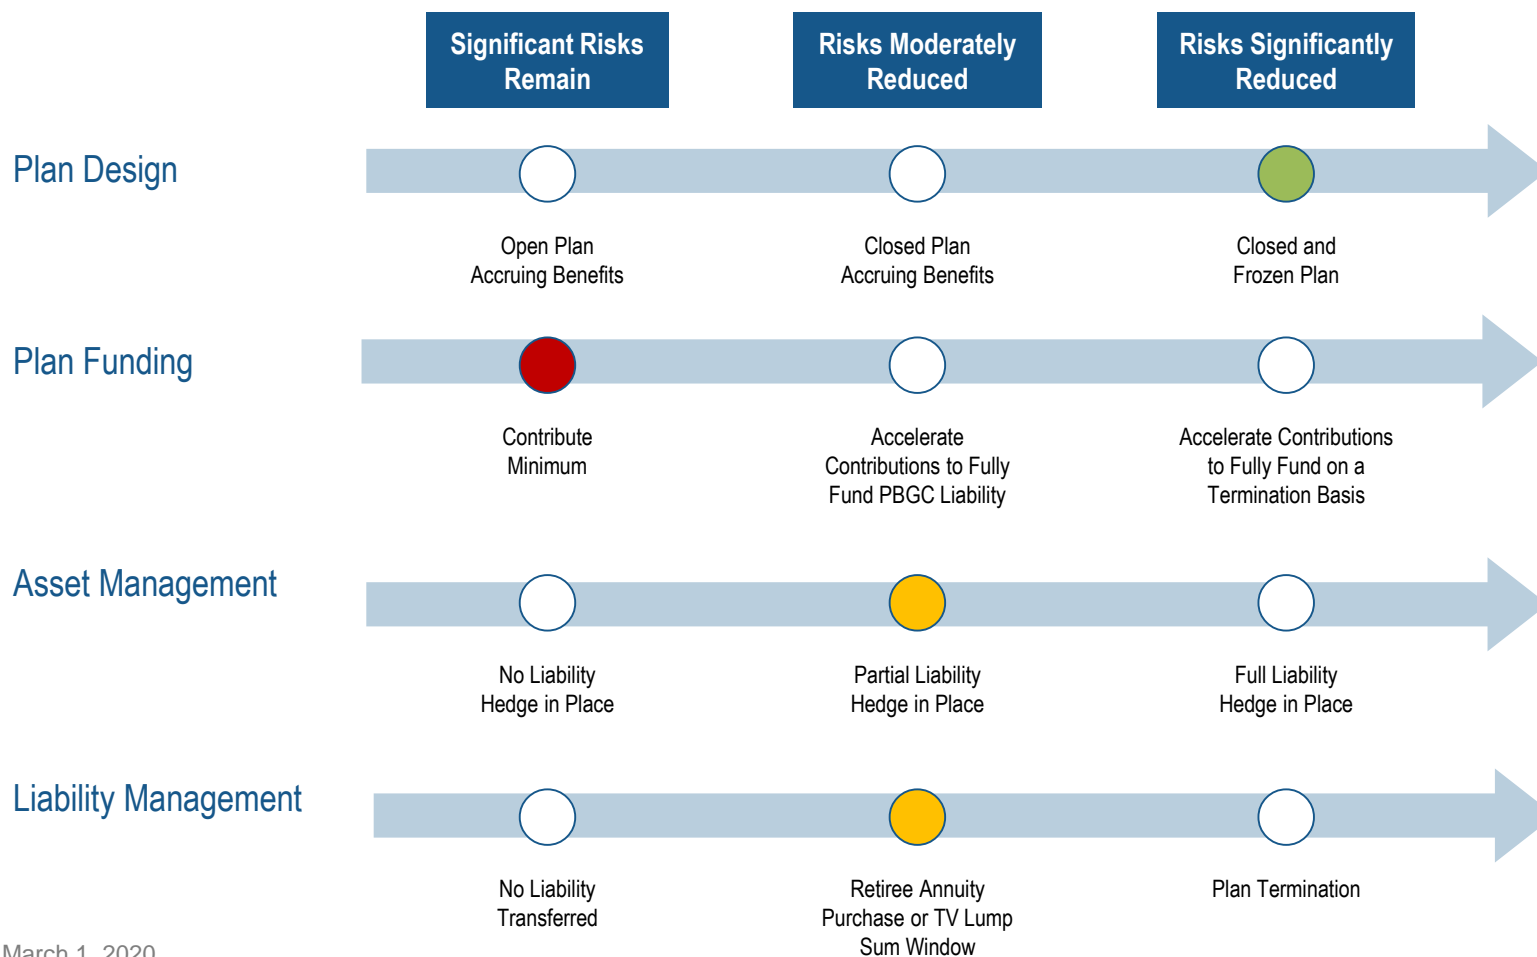 Significant Risks
Remain
Risks Moderately
Reduced
Risks Significantly
Reduced
Plan Design
Open Plan
Accruing Benefits
Closed Plan
Accruing Benefits
Closed and
Frozen Plan
Plan Funding
Contribute
Minimum
Accelerate
Contributions to Fully
Fund PBGC Liability
Accelerate Contributions
to Fully Fund on a
Termination Basis
Asset Management
No Liability
Hedge in Place
Partial Liability
Hedge in Place
Full Liability
Hedge in Place
Liability Management
No Liability
Transferred
Retiree Annuity
Purchase or TV Lump
Sum Window
Plan Termination
March 1, 2020